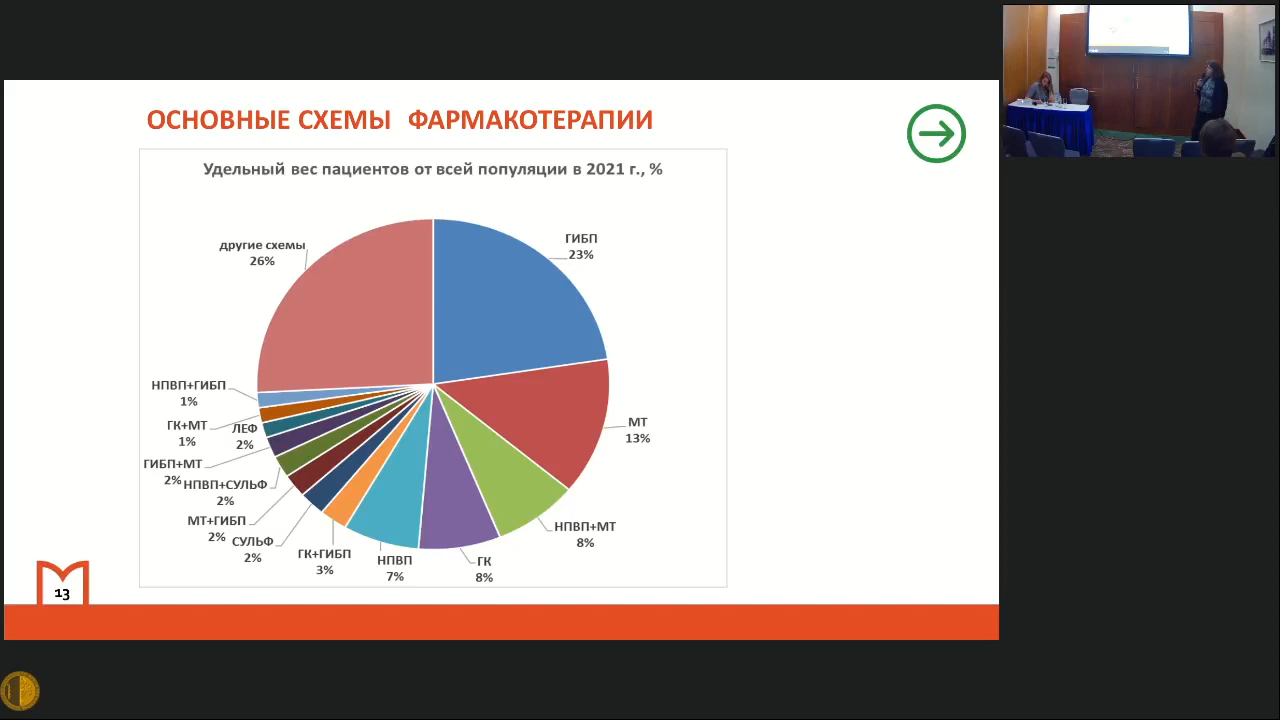 ОСНОВНЫЕ СХЕМЫ ФАРМАКОТЕРАПИИ
Удельный вес пациентов от всей популяции в 2021 г., %
ГИБП
23%
МТ
13%
НПВП+МТ
8%
ГК
8%
НПВП
7%
ГК+ГИБП
3%
СУЛЬФ
2%
МТ+ГИБП
2%
НПВП+СУЛЬФ
2%
ГИБП+МТ
2%
ЛЕФ
2%
ГК+МТ
1%
НПВП+ГИБП
1%
другие схемы
26%
13